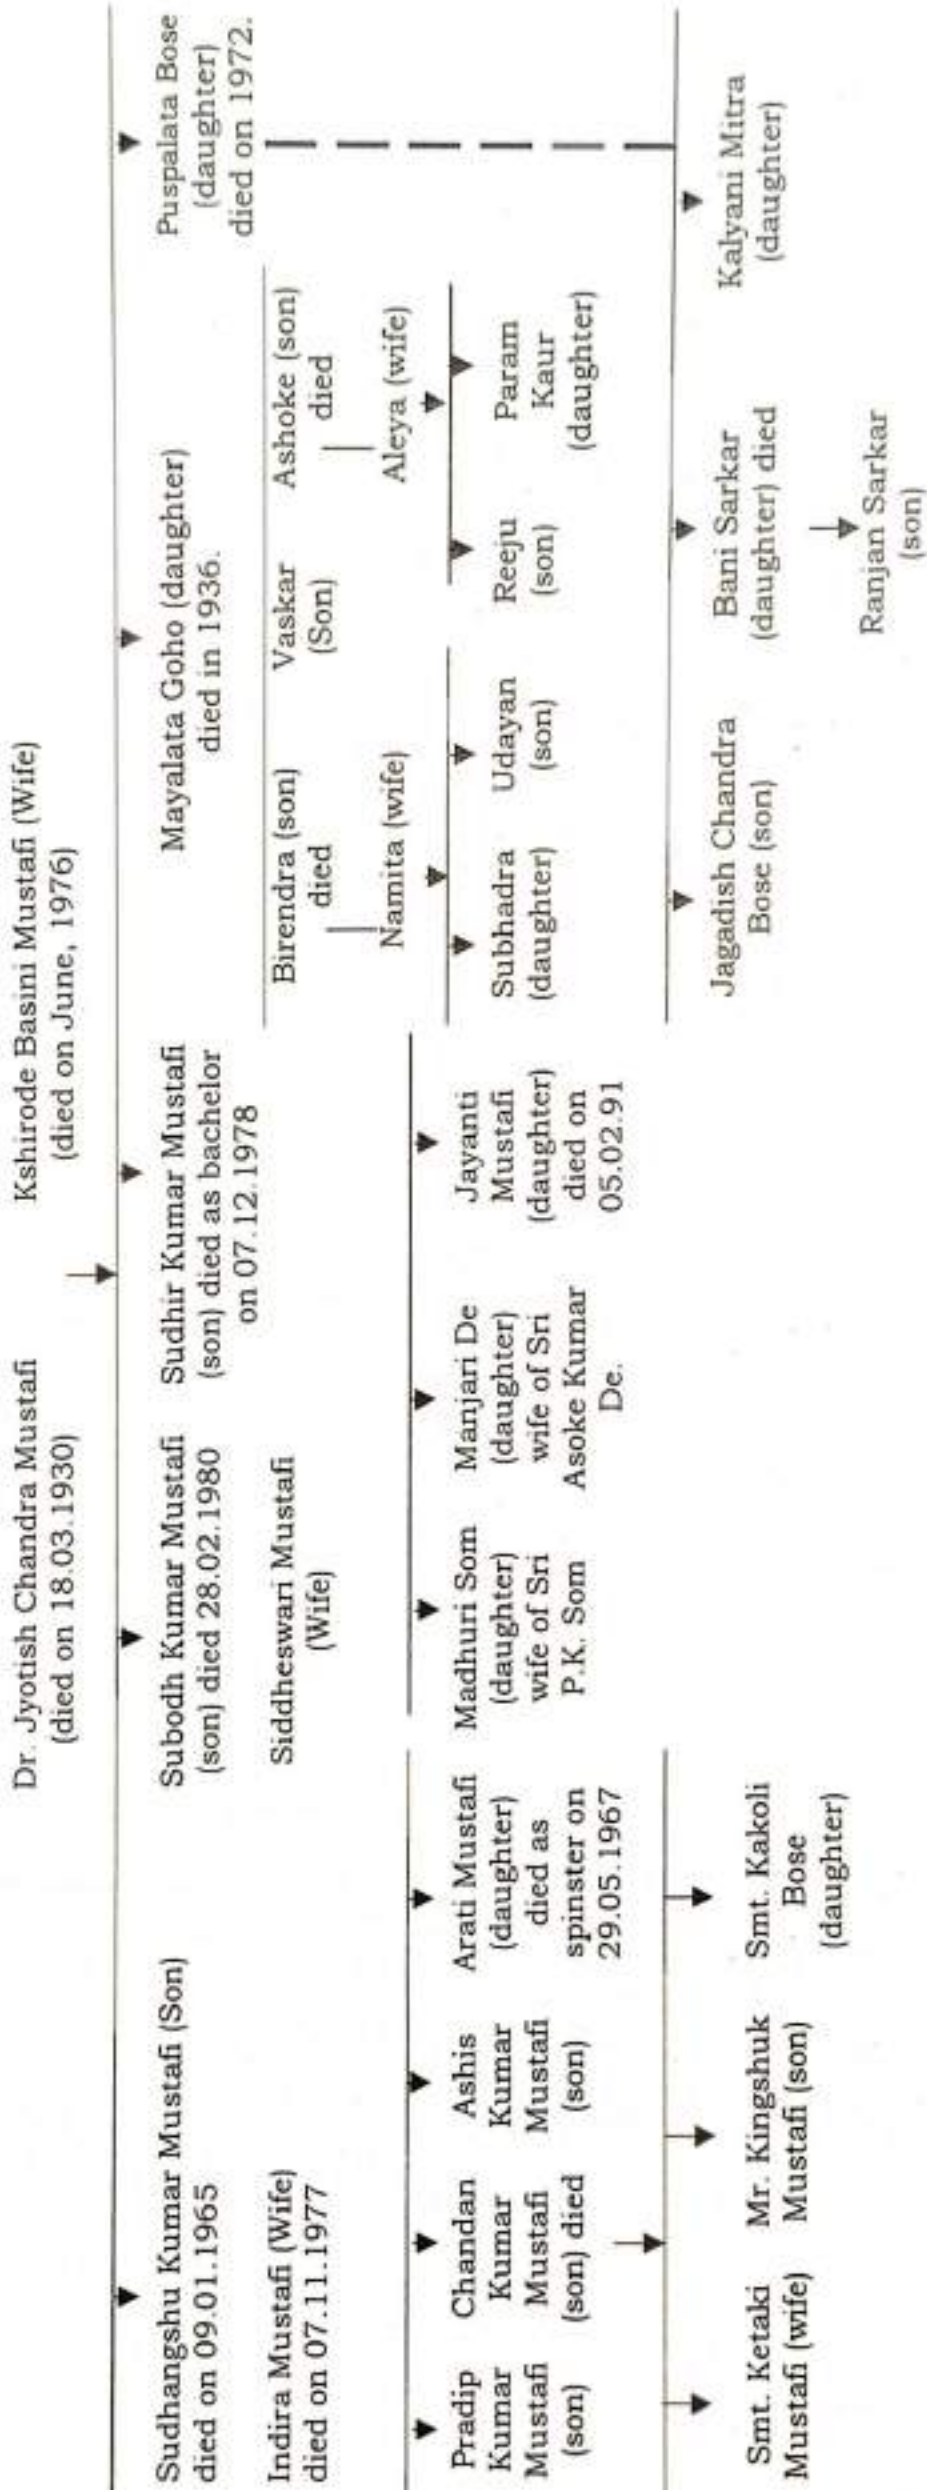 Dr. Jyotish Chandra Mustafi
(died on 18.03.1930)
Kshirode Basini Mustafi (Wife)
(died on June, 1976)
Sudhangshu Kumar Mustafi (Son)
died on 09.01.1965
Indira Mustafi (Wife)
died on 07.11.1977
Subodh Kumar Mustafi
(son) died 28.02.1980
Siddheswari Mustafi
(Wife)
Sudhir Kumar Mustafi
(son) died as bachelor
on 07.12.1978
Mayalata Goho (daughter)
died in 1936.
Puspalata Bose
(daughter)
died on 1972.
Birendra (son)
died
Namita (wife)
Vaskar
(Son)
Ashoke (son)
died
Aleya (wife)
Pradip
Kumar
Mustafi
(son)
Chandan
Kumar
Mustafi
(son) died
Ashis
Kumar
Mustafi
(son)
Arati Mustafi
(daughter)
died as
spinster on
29.05.1967
Madhuri Som
(daughter)
wife of Sri
P.K. Som
Manjari De
(daughter)
wife of Sri
Asoke Kumar
De.
Jayanti
Mustafi
(daughter)
died on
05.02.91
Subhadra
(daughter)
Udayan
(son)
Reeju
(son)
Param
Kaur
(daughter)
Smt. Ketaki
Mustafi (wife)
Mr. Kingshuk
Mustafi (son)
Smt. Kakoli
Bose
(daughter)
Jagadish Chandra
Bose (son)
Bani Sarkar
(daughter) died
Kalyani Mitra
(daughter)
Ranjan Sarkar
(son)